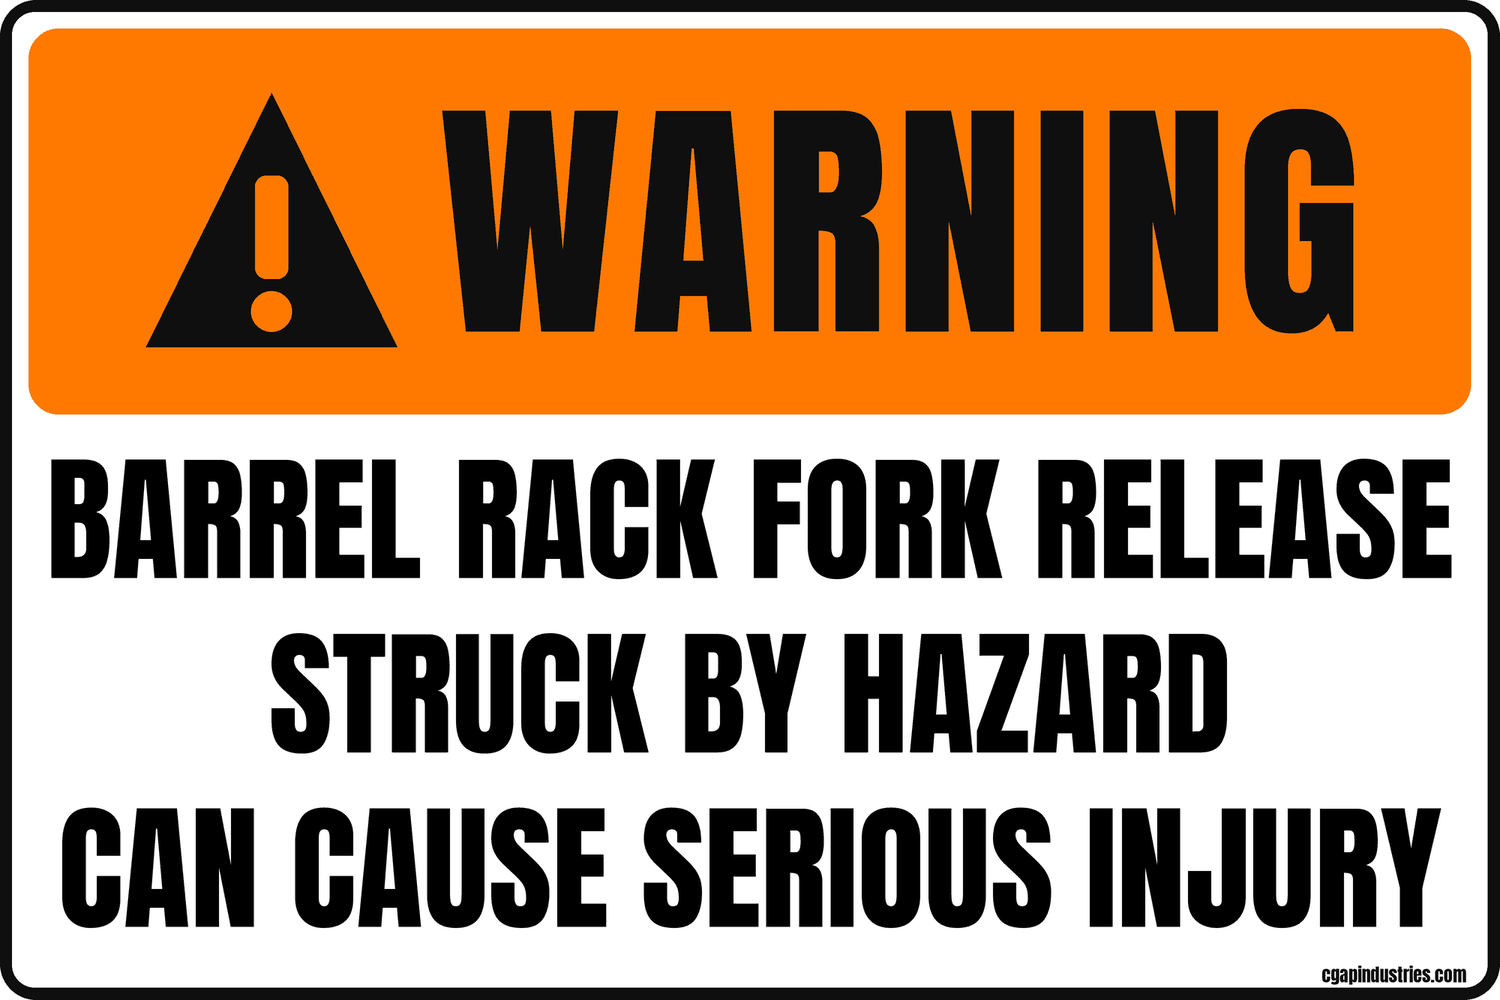 WARNING
BARREL RACK FORK RELEASE
STRUCK BY HAZARD
CAN CAUSE SERIOUS INJURY
cgapindustries.com